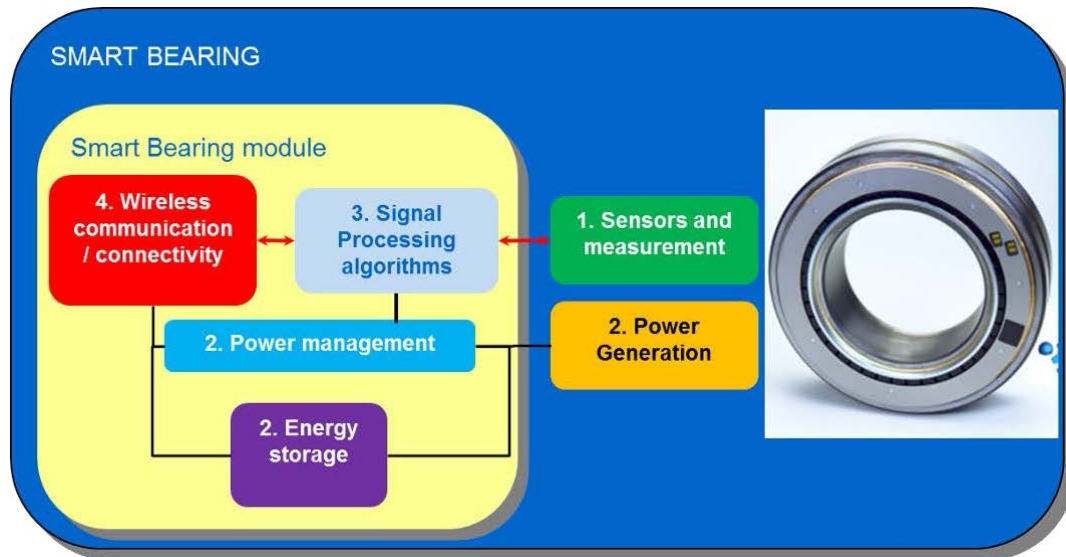 SMART BEARING
Smart Bearing module
4. Wireless
communication
/ connectivity
3. Signal
Processing
algorithms
1. Sensors and
measurement
2. Power management
2. Power
Generation
2. Energy
storage